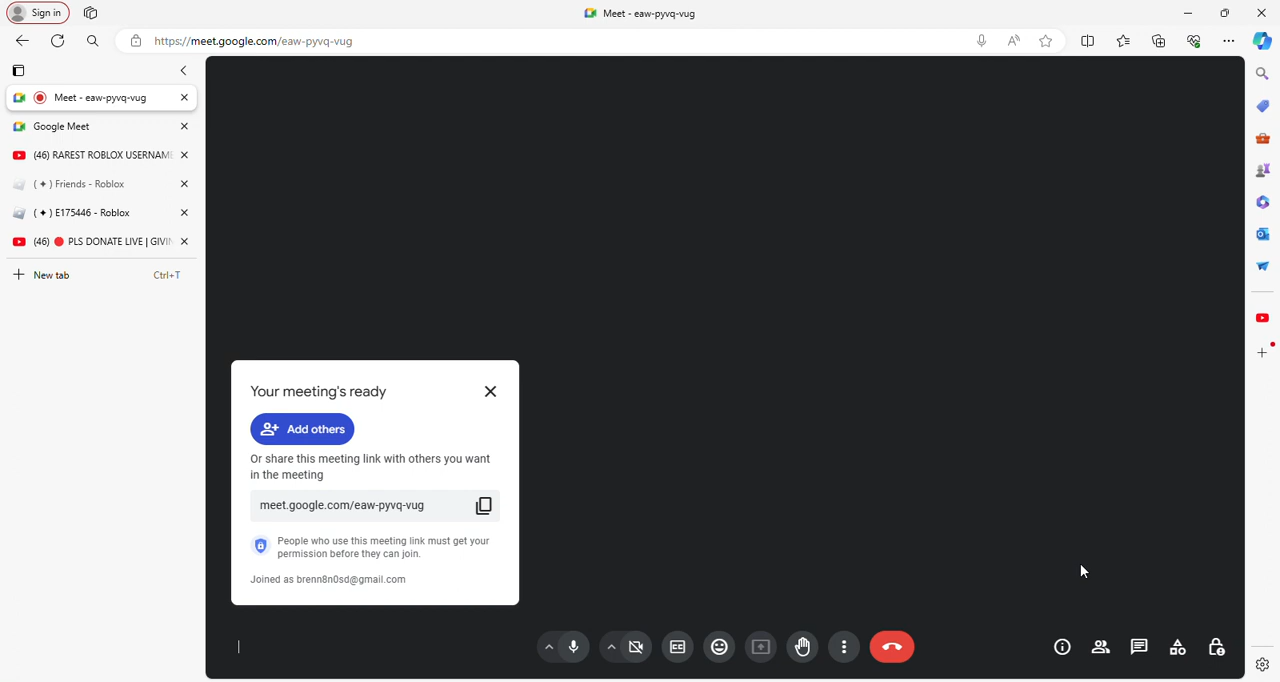 Sign in
Meet - eaw-pyvq-vug
https://meet.google.com/eaw-pyvq-vug
Meet - eaw-pyvq-vug
Google Meet
(46) RAREST ROBLOX USERNAME
(✦) Friends - Roblox
(✦) E175446 - Roblox
(46) 🔴 PLS DONATE LIVE | GIVIN
New tab Ctrl+T
Your meeting's ready
Add others
Or share this meeting link with others you want
in the meeting
meet.google.com/eaw-pyvq-vug
People who use this meeting link must get your
permission before they can join.
Joined as brenn8n0sd@gmail.com